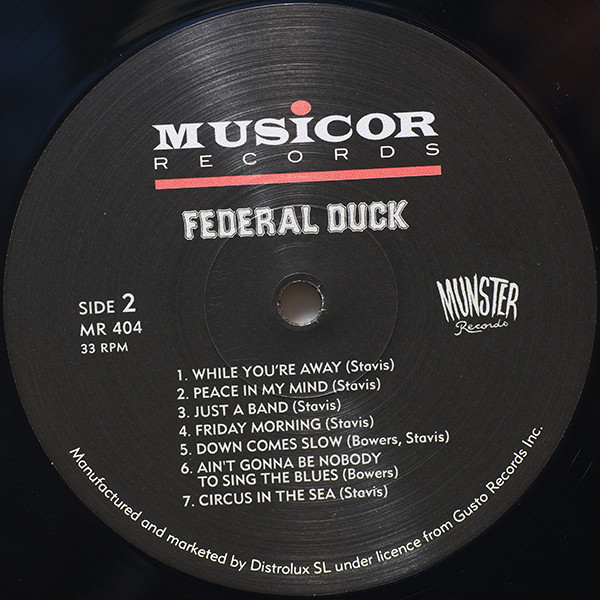 MUSiCOR
RECORDS
FEDERAL DUCK
SIDE 2
MR 404
33 RPM
MUNSTER
Records
1. WHILE YOU'RE AWAY (Stavis)
2. PEACE IN MY MIND (Stavis)
3. JUST A BAND (Stavis)
4. FRIDAY MORNING (Stavis)
5. DOWN COMES SLOW (Bowers, Stavis)
6. AIN'T GONNA BE NOBODY
TO SING THE BLUES (Bowers)
7. CIRCUS IN THE SEA (Stavis)
Manufactured and marketed by Distrolux SL under licence from Gusto Records Inc.